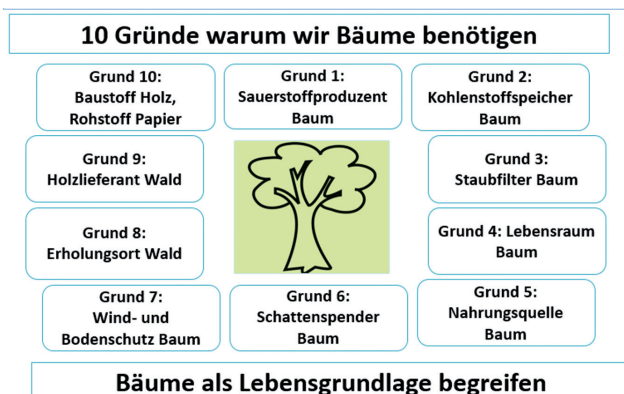 10 Gründe warum wir Bäume benötigen
Grund 10:
Baustoff Holz,
Rohstoff Papier
Grund 1:
Sauerstoffproduzent
Baum
Grund 2:
Kohlenstoffspeicher
Baum
Grund 9:
Holzlieferant Wald
Grund 3:
Staubfilter Baum
Grund 8:
Erholungsort Wald
Grund 4: Lebensraum
Baum
Grund 7:
Wind- und
Bodenschutz Baum
Grund 6:
Schattenspender
Baum
Grund 5:
Nahrungsquelle
Baum
Bäume als Lebensgrundlage begreifen